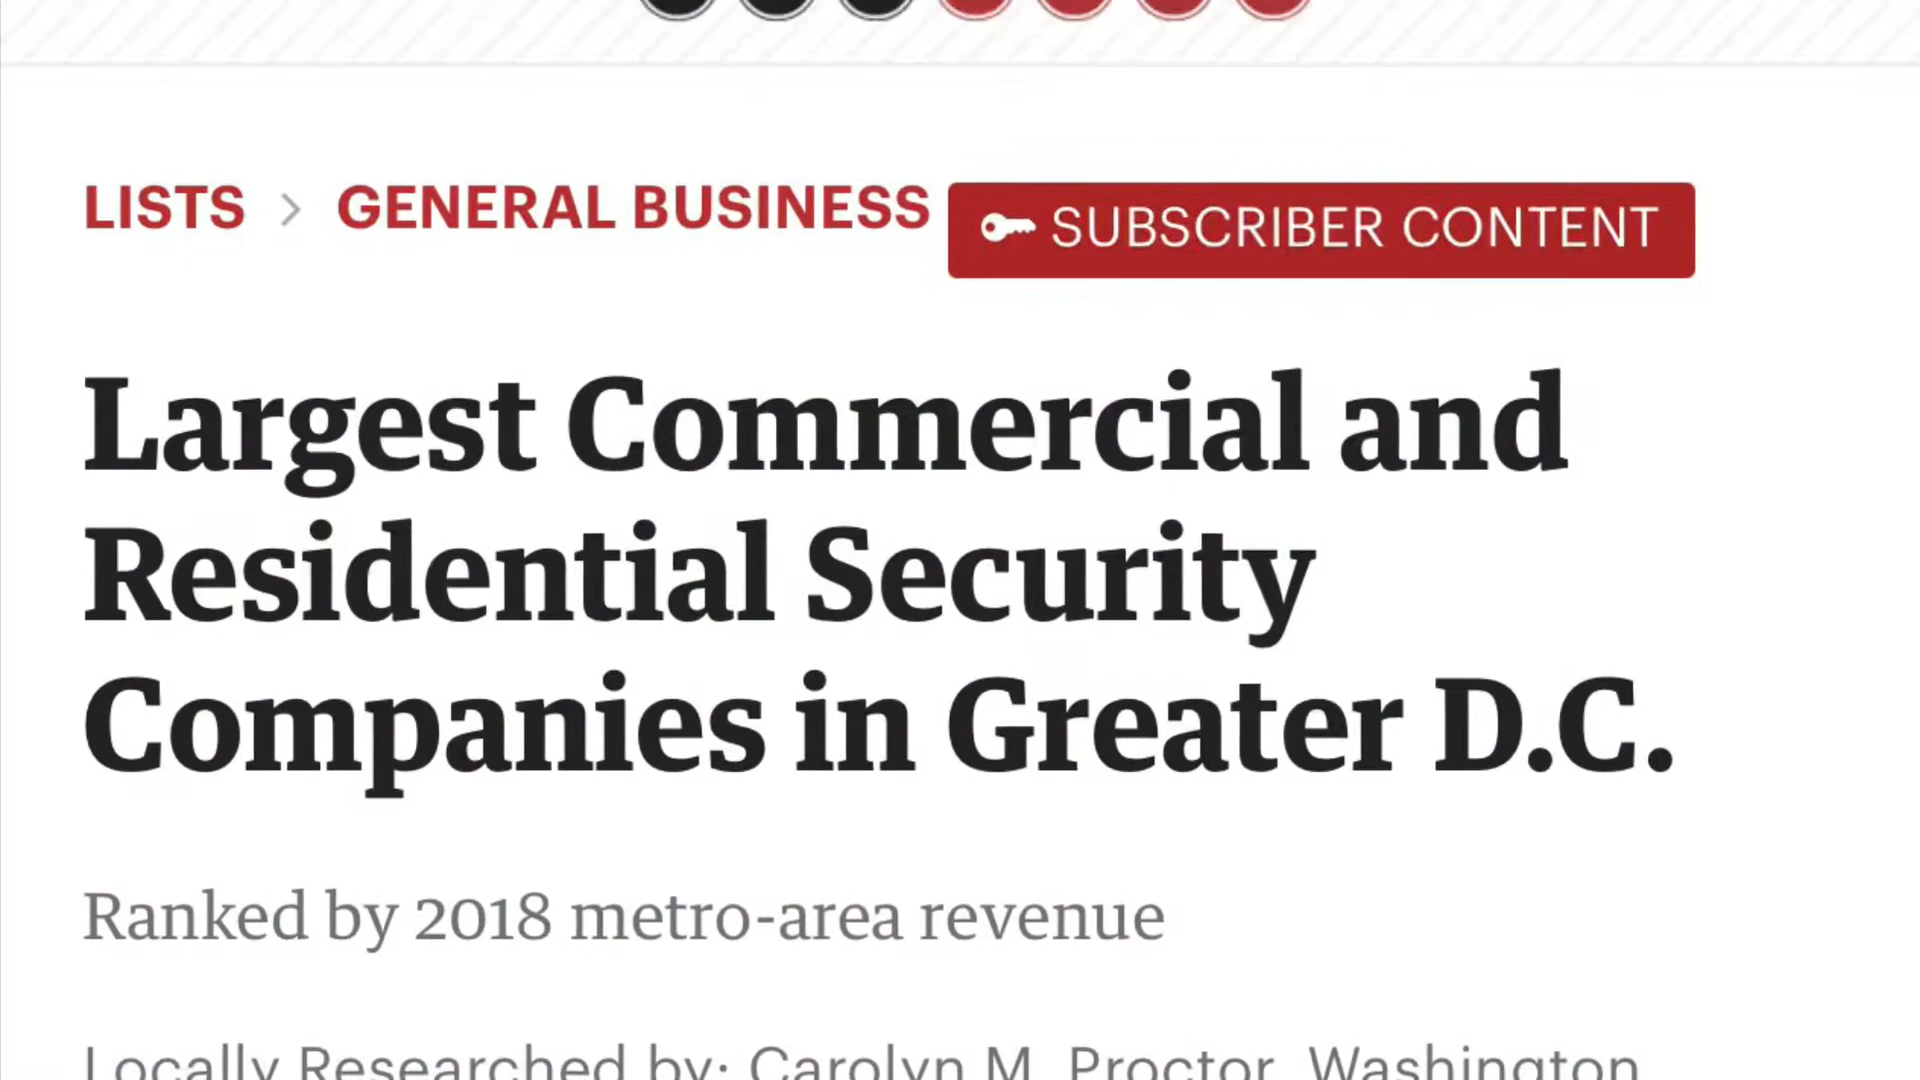 LISTS > GENERAL BUSINESS SUBSCRIBER CONTENT
Largest Commercial and
Residential Security
Companies in Greater D.C.
Ranked by 2018 metro-area revenue
Locally Researched by: Carolyn M. Proctor, Washington